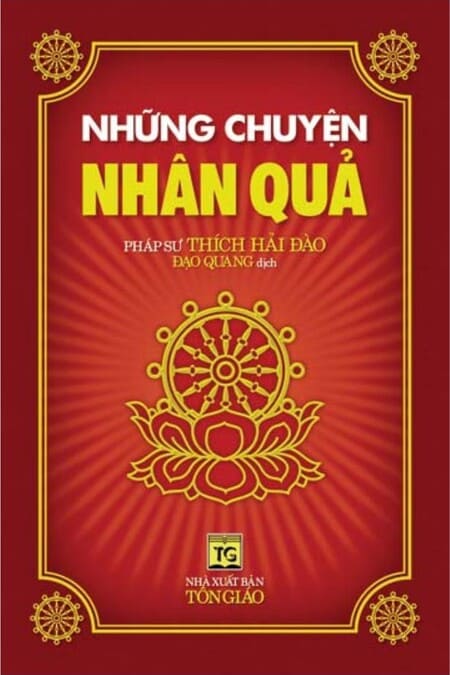 NHỮNG CHUYỆN
NHÂN QUẢ
PHÁP SƯ THÍCH HẢI ĐÀO
ĐẠO QUANG dịch
TG
NHÀ XUẤT BẢN
TÔN GIÁO